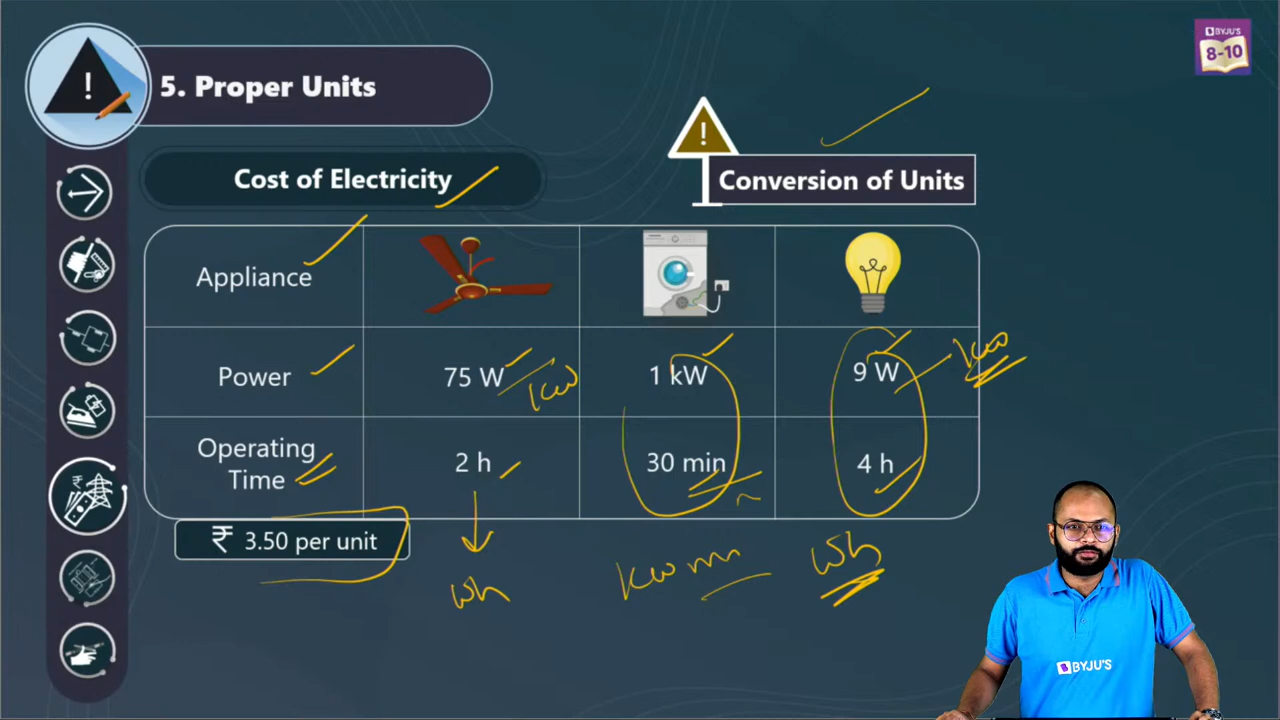 BYJU'S
8-10
!
5. Proper Units
!
Cost of Electricity
Conversion of Units
Appliance
Power
75 W
kW
1 kW
9 W
kW
Operating
Time
2 h
30 min
4 h
₹ 3.50 per unit
Wh
kW min
Wh
BYJU'S